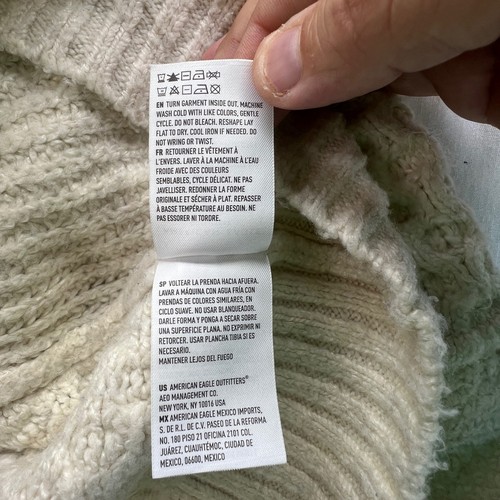 EN TURN GARMENT INSIDE OUT. MACHINE
WASH COLD WITH LIKE COLORS, GENTLE
CYCLE. DO NOT BLEACH. RESHAPE LAY
FLAT TO DRY. COOL IRON IF NEEDED. DO
NOT WRING OR TWIST.
FR RETOURNER LE VÊTEMENT À
L'ENVERS. LAVER À LA MACHINE À L'EAU
FROIDE AVEC DES COULEURS
SEMBLABLES, CYCLE DÉLICAT. NE PAS
JAVELLISER. REDONNER LA FORME
ORIGINALE ET SÉCHER À PLAT. REPASSER
À BASSE TEMPÉRATURE AU BESOIN. NE
PAS ESSORER NI TORDRE.
SP VOLTEAR LA PRENDA HACIA AFUERA.
LAVAR A MÁQUINA CON AGUA FRÍA CON
PRENDAS DE COLORES SIMILARES, EN
CICLO SUAVE. NO USAR BLANQUEADOR.
DARLE FORMA Y PONGA A SECAR SOBRE
UNA SUPERFICIE PLANA. NO EXPRIMIR NI
RETORCER. USAR PLANCHA TIBIA SI ES
NECESARIO.
MANTENER LEJOS DEL FUEGO
US AMERICAN EAGLE OUTFITTERS®
AEO MANAGEMENT CO.
NEW YORK, NY 10016 USA
MX AMERICAN EAGLE MEXICO IMPORTS,
S. DE R.L. DE C.V. PASEO DE LA REFORMA
NO. 180 PISO 21 OFICINA 2101 COL.
JUÁREZ, CUAUHTÉMOC, CIUDAD DE
MÉXICO, 06600, MÉXICO